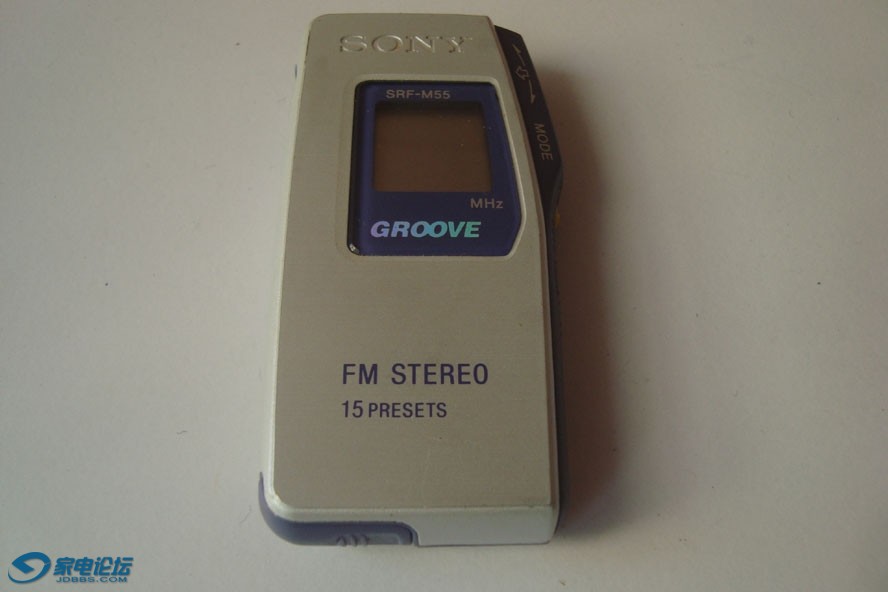 SONY
SRF-M55
MODE
MHz
GROOVE
FM STEREO
15 PRESETS
家电论坛
JDBBS.COM